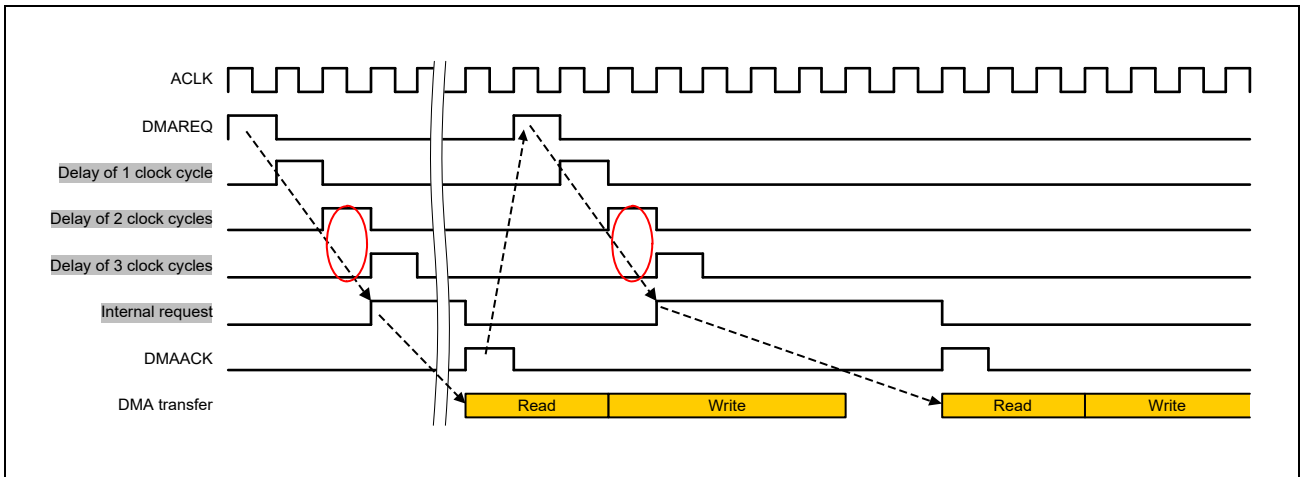 ACLK
DMAREQ
Delay of 1 clock cycle
Delay of 2 clock cycles
Delay of 3 clock cycles
Internal request
DMAACK
DMA transfer
Read
Write
Read
Write